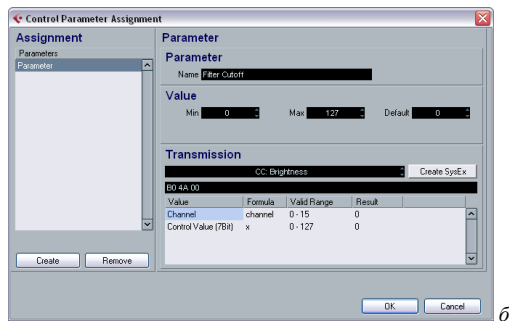 Control Parameter Assignment
Assignment
Parameters
Parameter
Create Remove
Parameter
Parameter
Name Filter Cutoff
Value
Min 0 Max 127 Default 0
Transmission
CC: Brightness Create SysEx
B0 4A 00
Value Formula Valid Range Result
Channel channel 0 - 15 0
Control Value (7Bit) x 0 - 127 0
OK Cancel
б